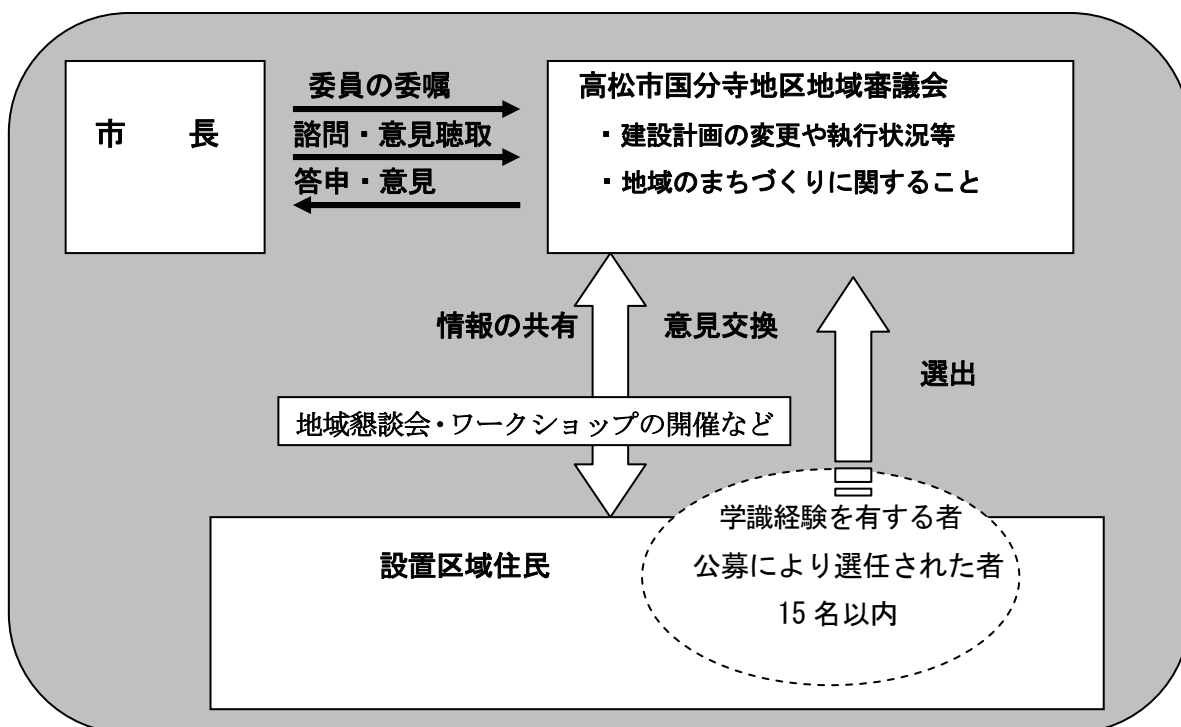 市　長
委員の委嘱
諮問・意見聴取
答申・意見
高松市国分寺地区地域審議会
・建設計画の変更や執行状況等
・地域のまちづくりに関すること
情報の共有
意見交換
選出
地域懇談会・ワークショップの開催など
設置区域住民
学識経験を有する者
公募により選任された者
15 名以内